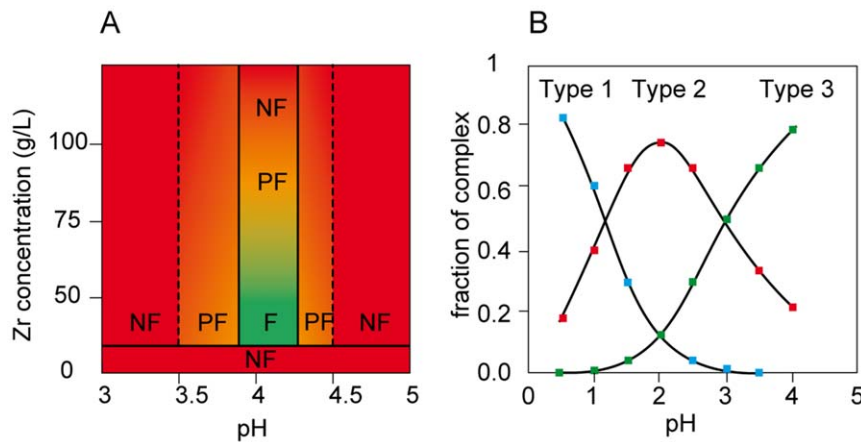 A
Zr concentration (g/L)
100
75
50
0
NF
PF
NF PF F PF NF
NF
3 3.5 4 4.5 5
pH
B
fraction of complex
1
0.8
0.6
0.4
0.2
0.0
Type 1 Type 2 Type 3
0 1 2 3 4 5
pH